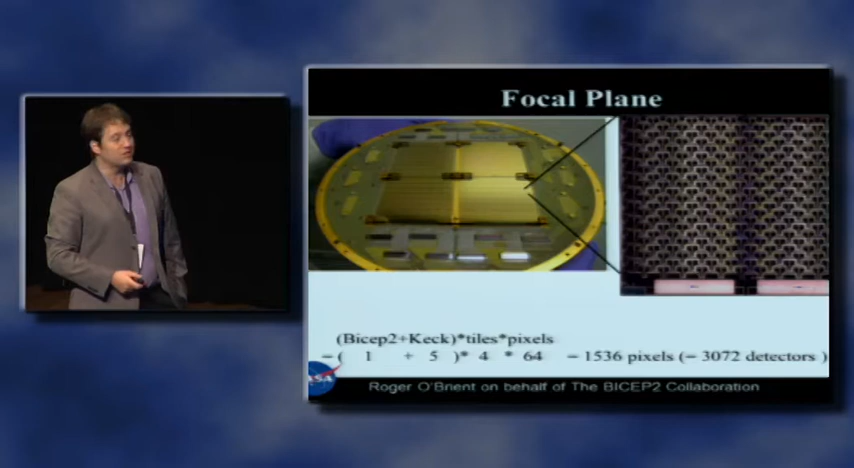 Focal Plane
(Bicep2+Keck)*tiles*pixels
=( 1 + 5 )* 4 * 64 = 1536 pixels (= 3072 detectors )
Roger O'Brient on behalf of The BICEP2 Collaboration